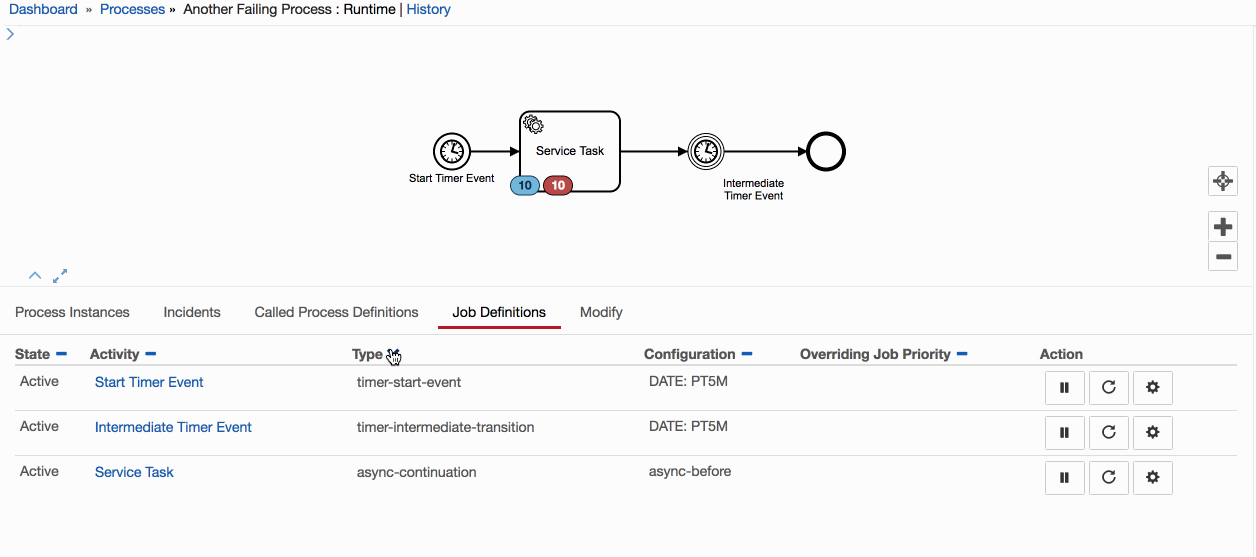 Dashboard » Processes » Another Failing Process : Runtime | History
Service Task
Start Timer Event
10 10
Intermediate
Timer Event
Process Instances Incidents Called Process Definitions Job Definitions Modify
State Activity Type Configuration Overriding Job Priority Action
Active Start Timer Event timer-start-event DATE: PT5M
Active Intermediate Timer Event timer-intermediate-transition DATE: PT5M
Active Service Task async-continuation async-before